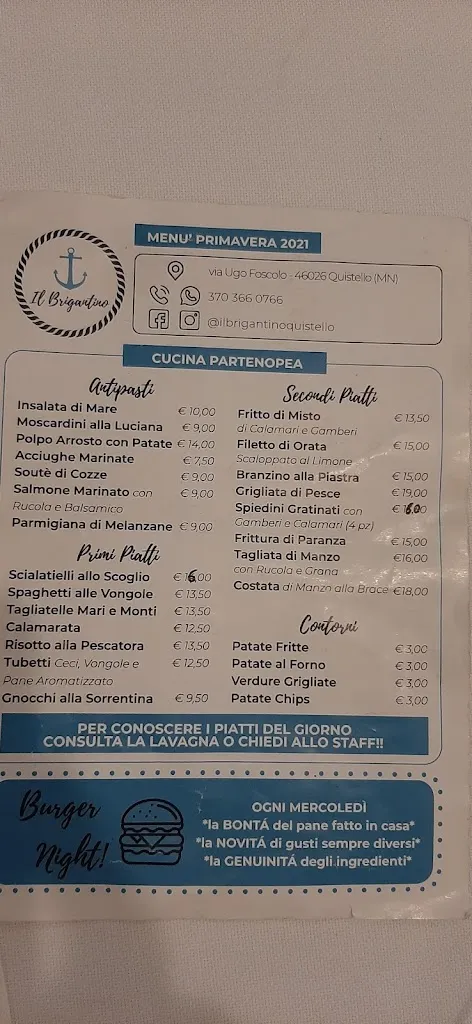 MENU' PRIMAVERA 2021
Il Brigantino
via Ugo Foscolo - 46026 Quistello (MN)
370 366 0766
@ilbrigantinoquistello
CUCINA PARTENOPEA
Antipasti
Insalata di Mare € 10,00
Moscardini alla Luciana € 9,00
Polpo Arrosto con Patate € 14,00
Acciughe Marinate € 7,50
Soutè di Cozze € 9,00
Salmone Marinato con € 9,00
Rucola e Balsamico
Parmigiana di Melanzane € 9,00
Primi Piatti
Scialatielli allo Scoglio € 16,00
Spaghetti alle Vongole € 13,50
Tagliatelle Mari e Monti € 13,50
Calamarata € 12,50
Risotto alla Pescatora € 13,50
Tubetti Ceci, Vongole e € 12,50
Pane Aromatizzato
Gnocchi alla Sorrentina € 9,50
Secondi Piatti
Fritto di Misto € 13,50
di Calamari e Gamberi
Filetto di Orata € 15,00
Scaloppato al Limone
Branzino alla Piastra € 15,00
Grigliata di Pesce € 19,00
Spiedini Gratinati con €
Gamberi e Calamari (4 pz)
Frittura di Paranza € 15,00
Tagliata di Manzo €16,00
con Rucola e Grana
Costata di Manzo alla Brace €18,00
Contorni
Patate Fritte € 3,00
Patate al Forno € 3,00
Verdure Grigliate € 3,00
Patate Chips € 3,00
PER CONOSCERE I PIATTI DEL GIORNO
CONSULTA LA LAVAGNA O CHIEDI ALLO STAFF!!
Burger
Night!
OGNI MERCOLEDÌ
*la BONTÁ del pane fatto in casa*
*la NOVITÁ di gusti sempre diversi*
*la GENUINITÁ degli ingredienti*